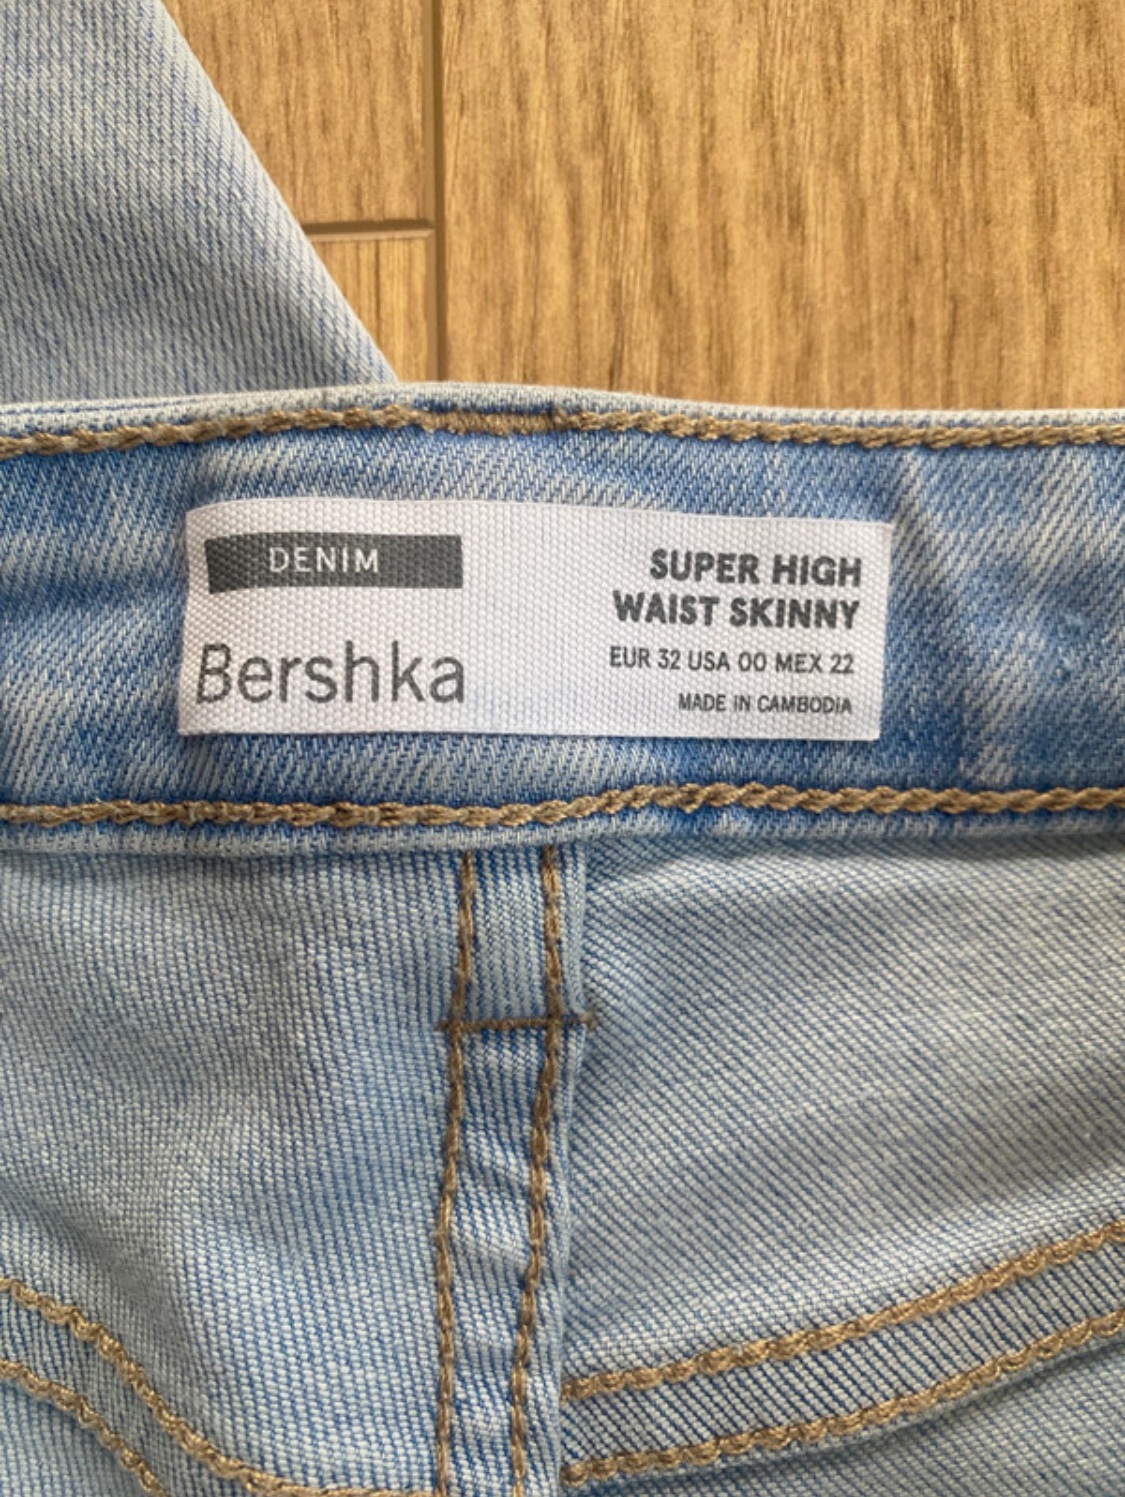 DENIM
Bershka
SUPER HIGH
WAIST SKINNY
EUR 32 USA 00 MEX 22
MADE IN CAMBODIA